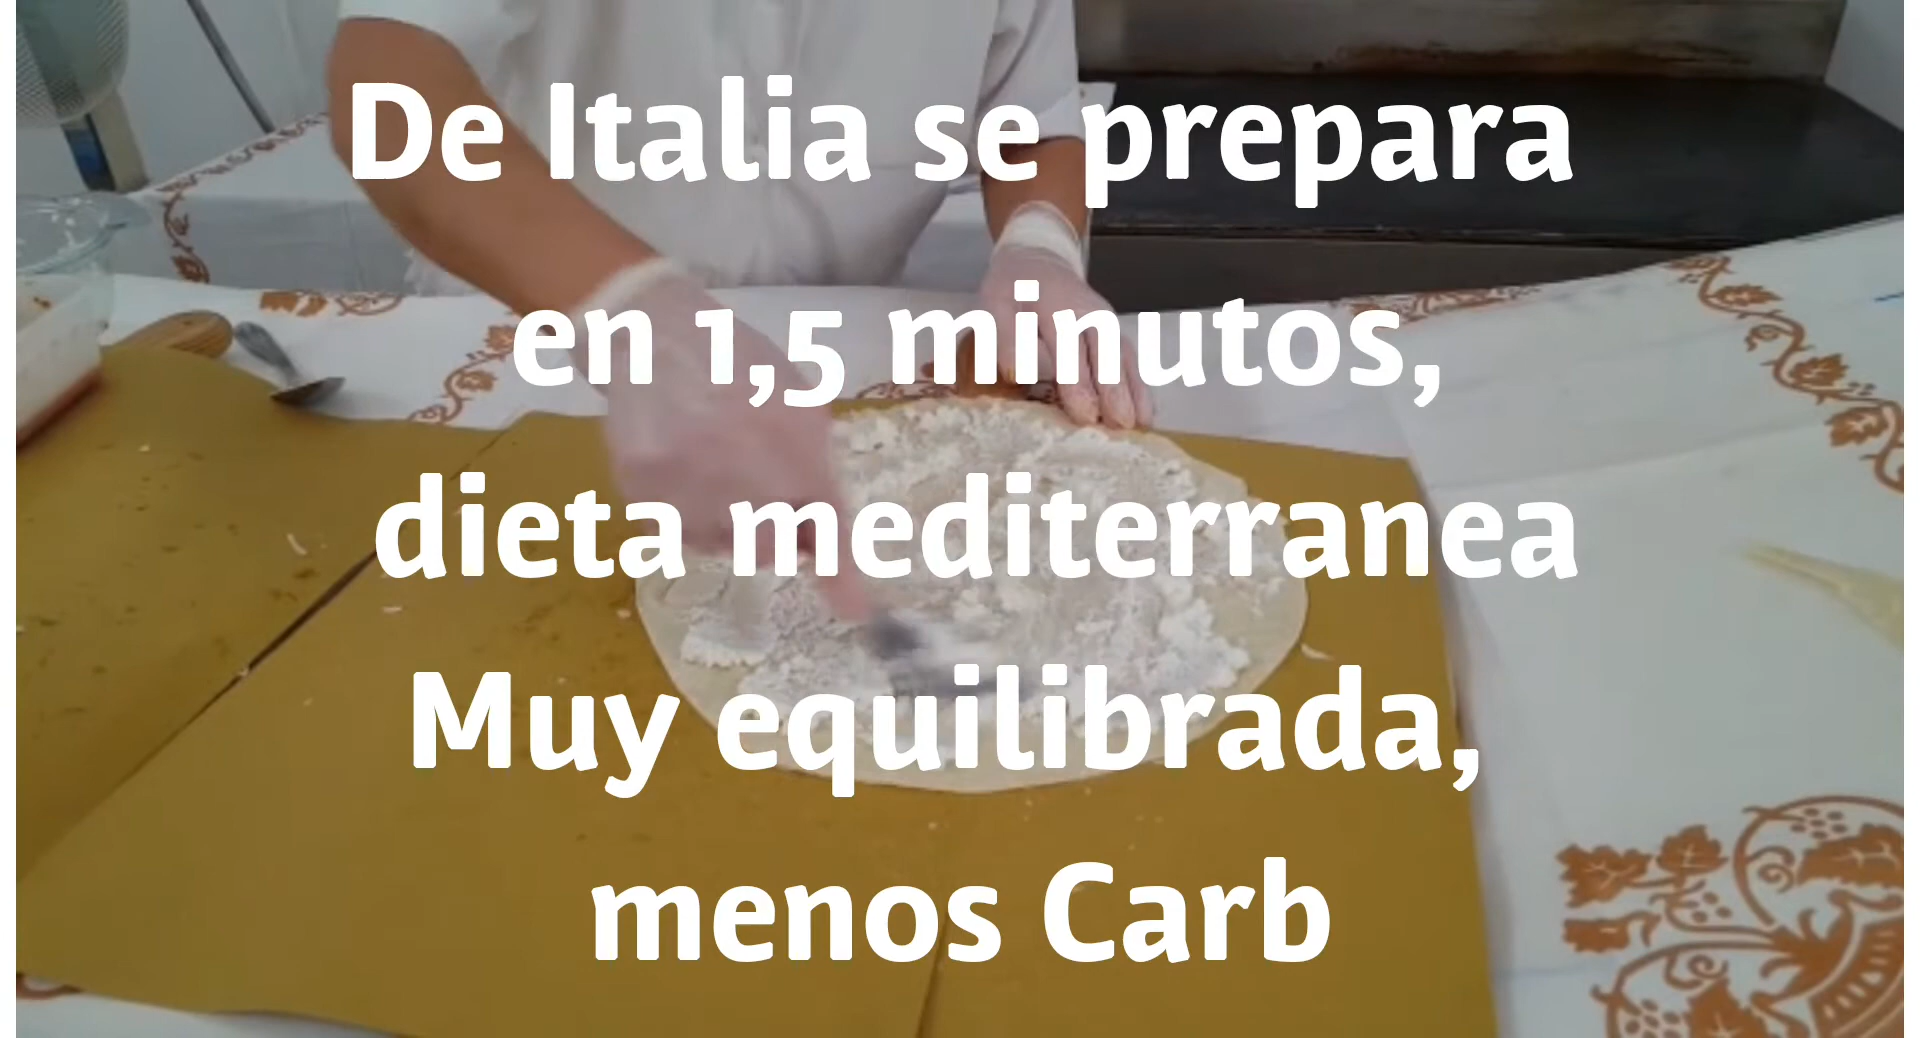 De Italia se prepara
en 1,5 minutos,
dieta mediterranea
Muy equilibrada,
menos Carb